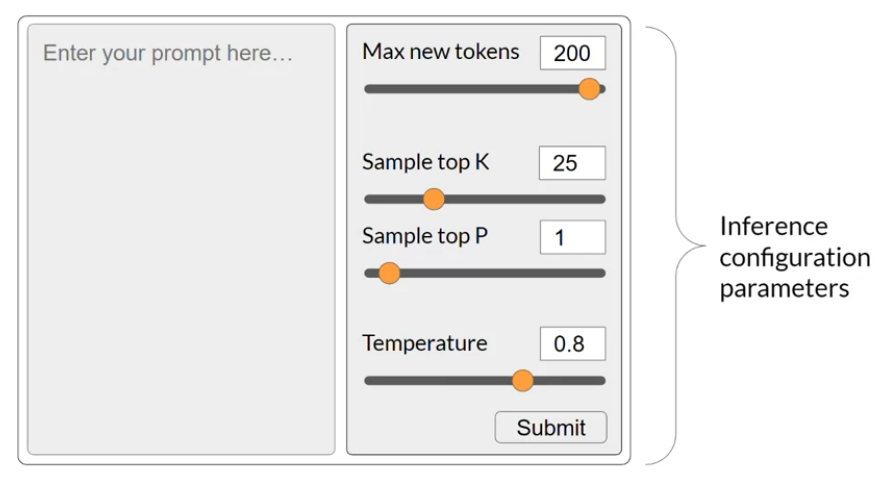 Enter your prompt here…
Max new tokens 200
Sample top K 25
Sample top P 1
Temperature 0.8
Submit
Inference
configuration
parameters